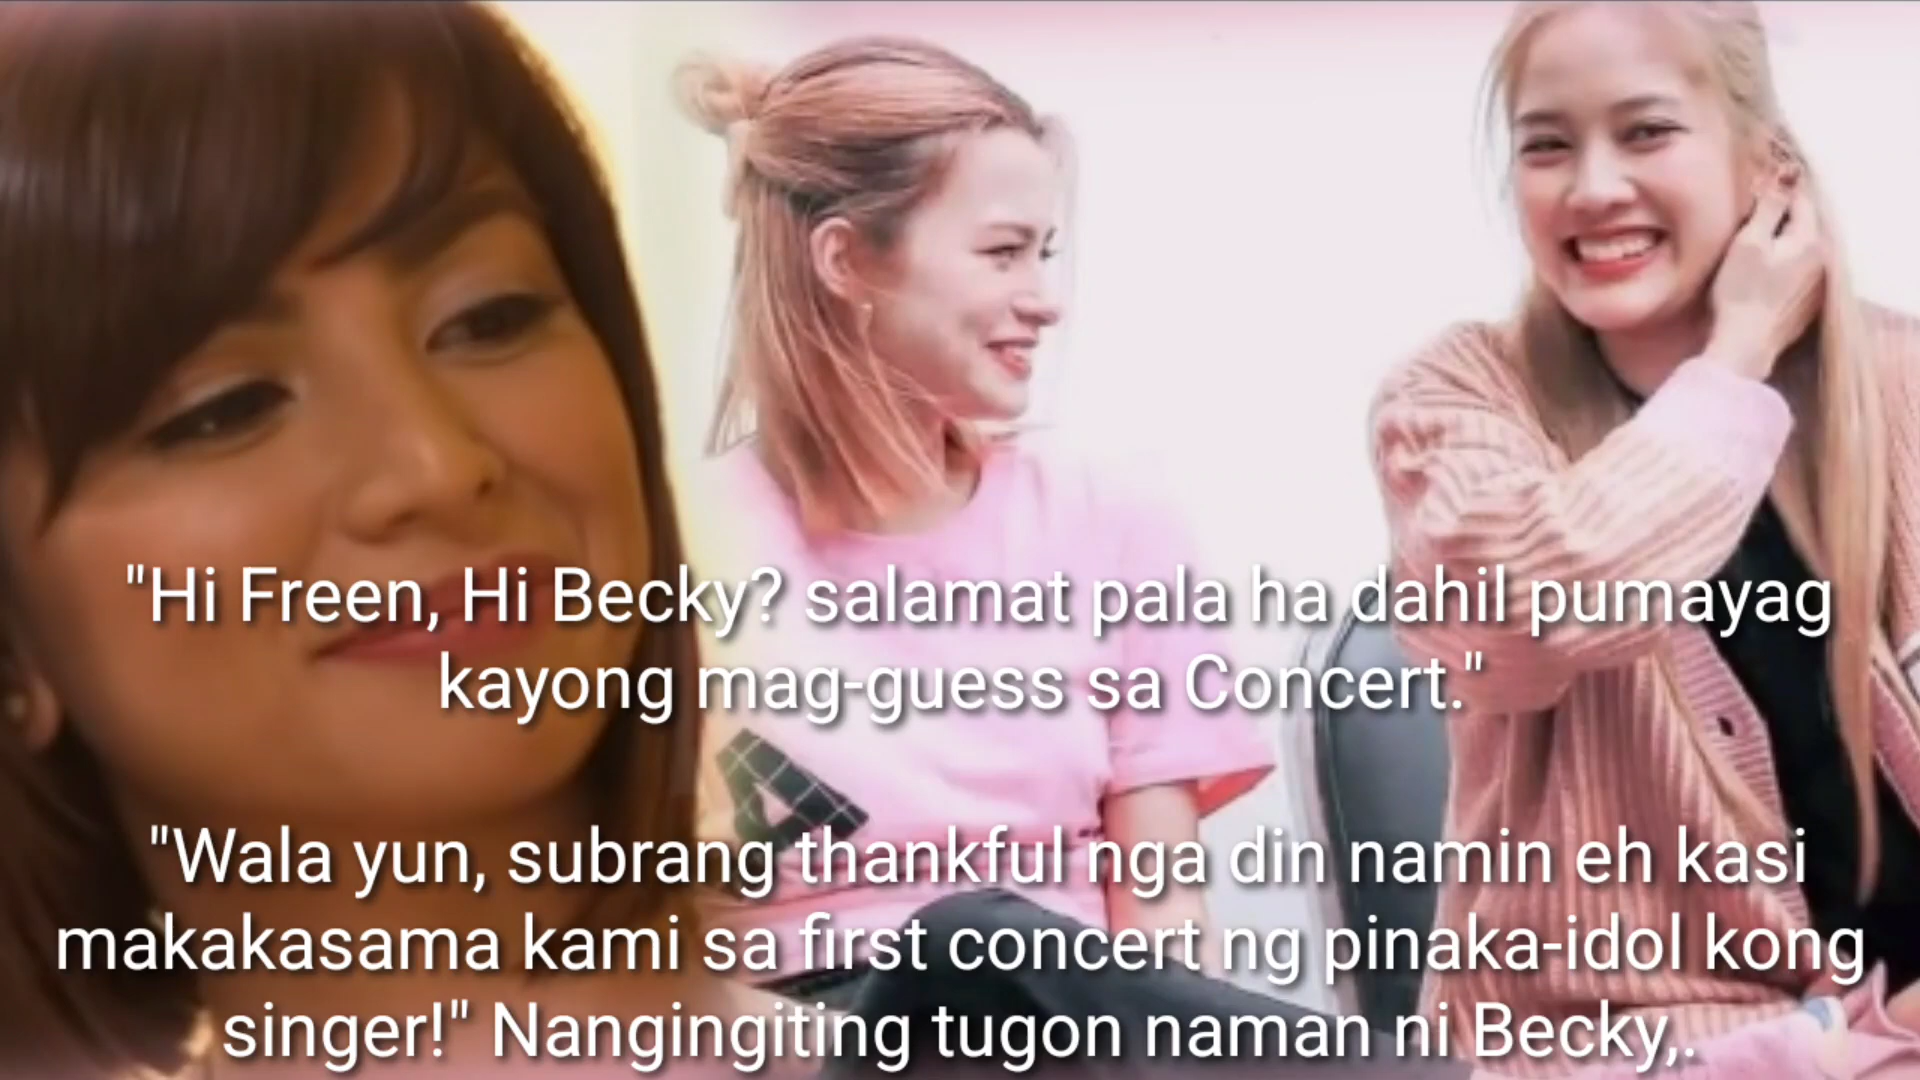 "Hi Freen, Hi Becky? salamat pala ha dahil pumayag
kayong mag-guess sa Concert."
"Wala yun, subrang thankful nga din namin eh kasi
makakasama kami sa first concert ng pinaka-idol kong
singer!" Nangingiting tugon naman ni Becky,.